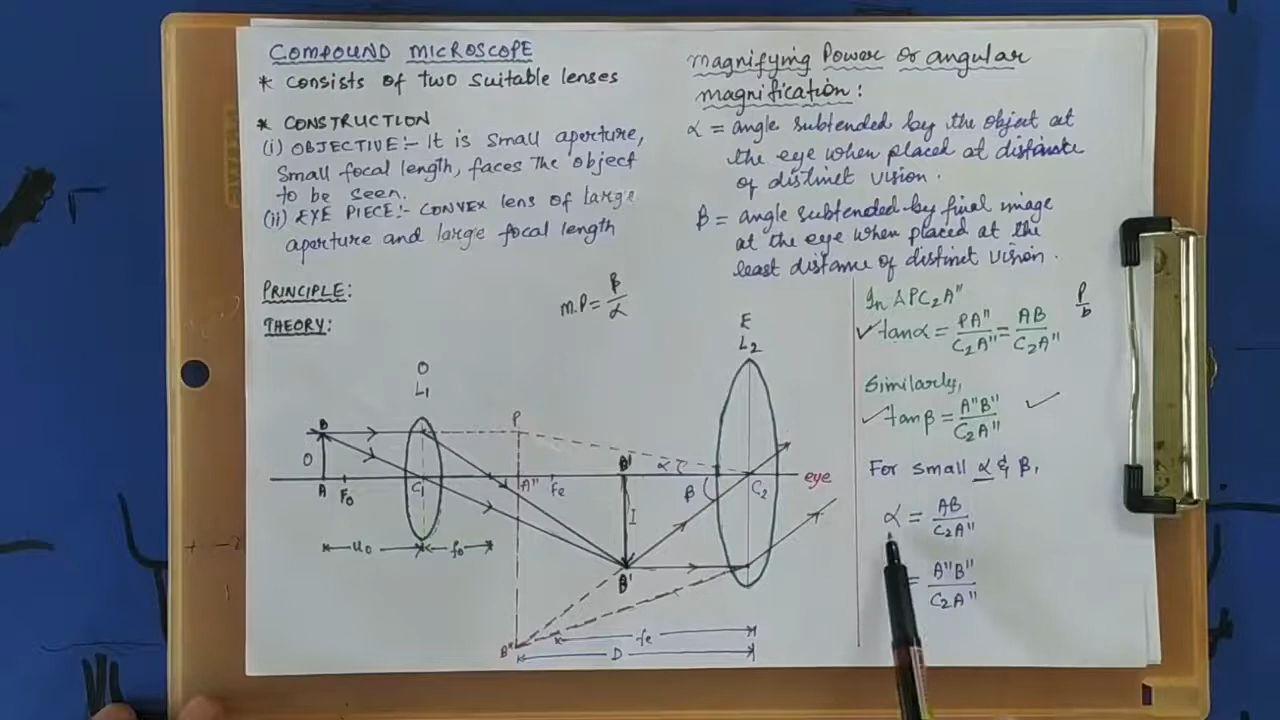 COMPOUND MICROSCOPE
* Consists of two suitable lenses
* CONSTRUCTION
(i) OBJECTIVE:- It is small aperture,
Small focal length, faces the object
to be seen.
(ii) EYE PIECE:- CONVEX lens of large
aperture and large focal length
PRINCIPLE:
THEORY:
M.P = β/α
Magnifying Power or angular
magnification:
α = angle subtended by the object at
the eye when placed at distance
of distinct vision.
β = angle subtended by final image
at the eye when placed at the
least distance of distinct vision.
In ΔPC₂A"
tanα = PA"/C₂A" = AB/C₂A"
P/b
Similarly,
tanβ = A"B"/C₂A"
For small α & β,
α = AB/C₂A"
= A"B"/C₂A"
O
L₁
E
L₂
B
P
O
A
F₀
C₁
A"
Fe
B'
α
β
I
C₂
eye
u₀
f₀
B'
B"
fe
D